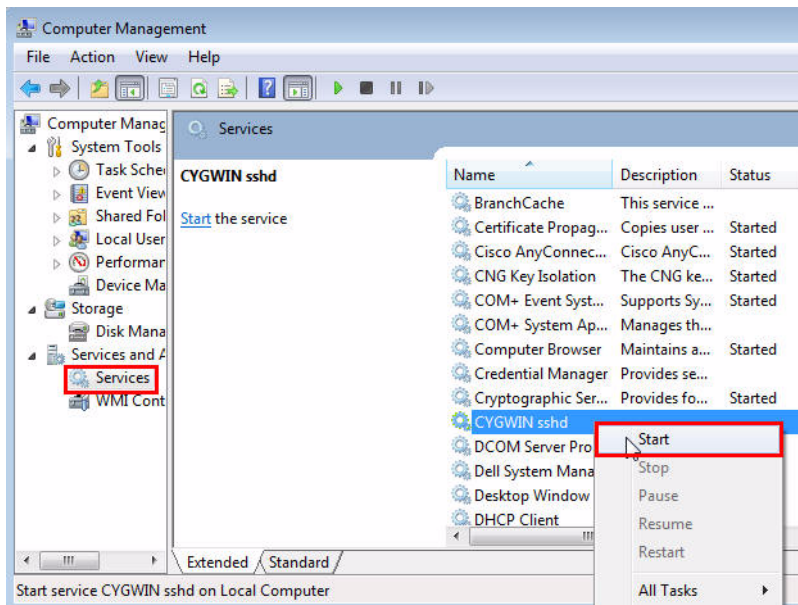 Computer Management
File Action View Help
Computer Manag
System Tools
Task Sche
Event View
Shared Fol
Local User
Performar
Device Ma
Storage
Disk Mana
Services and A
Services
WMI Cont
Services
CYGWIN sshd
Start the service
Name Description Status
BranchCache This service ...
Certificate Propag... Copies user ... Started
Cisco AnyConnec... Cisco AnyC... Started
CNG Key Isolation The CNG ke... Started
COM+ Event Syst... Supports Sy... Started
COM+ System Ap... Manages th...
Computer Browser Maintains a... Started
Credential Manager Provides se...
Cryptographic Ser... Provides fo... Started
CYGWIN sshd
DCOM Server Pro
Dell System Mana
Desktop Window
DHCP Client
Start
Stop
Pause
Resume
Restart
All Tasks
Extended Standard
Start service CYGWIN sshd on Local Computer